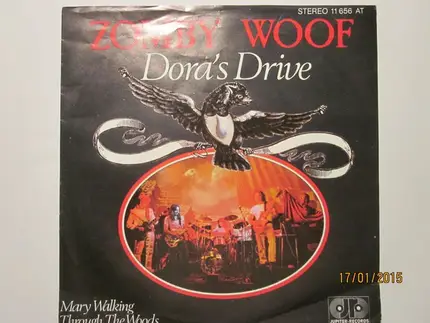 STEREO 11 656 AT
ZOMBY WOOF
Dora's Drive
17/01/2015
Mary Walking
Through The Woods
JUPITER RECORDS